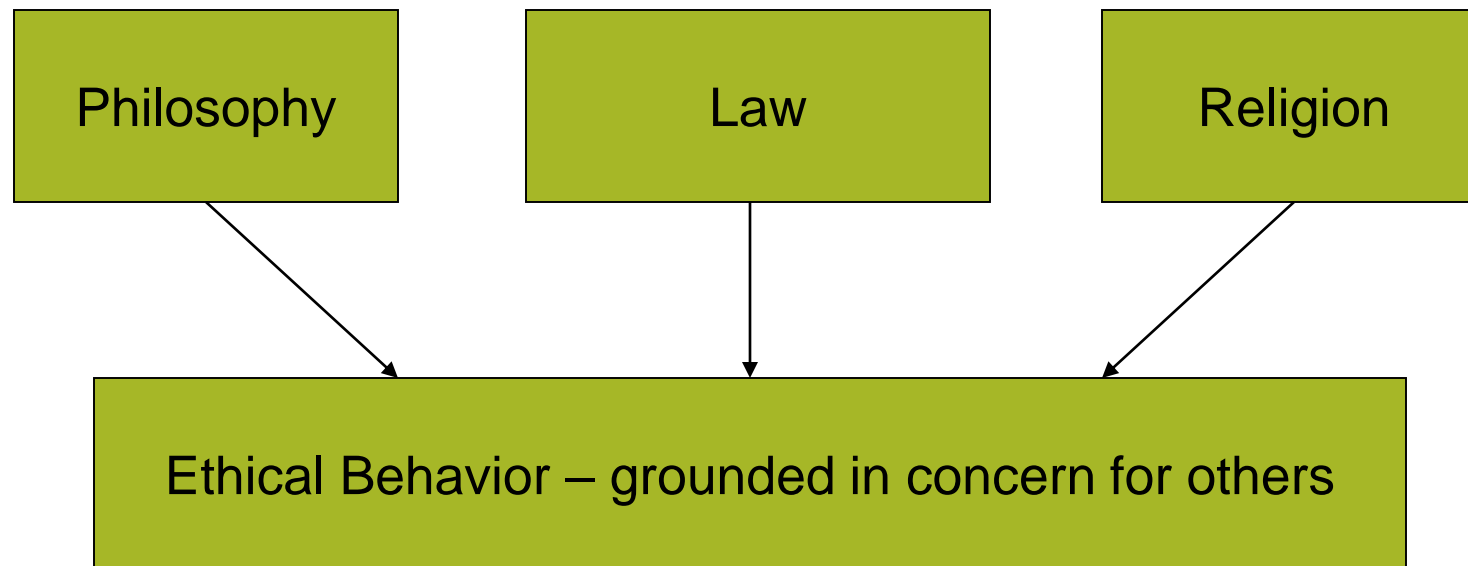 Philosophy
Law
Religion
Ethical Behavior – grounded in concern for others